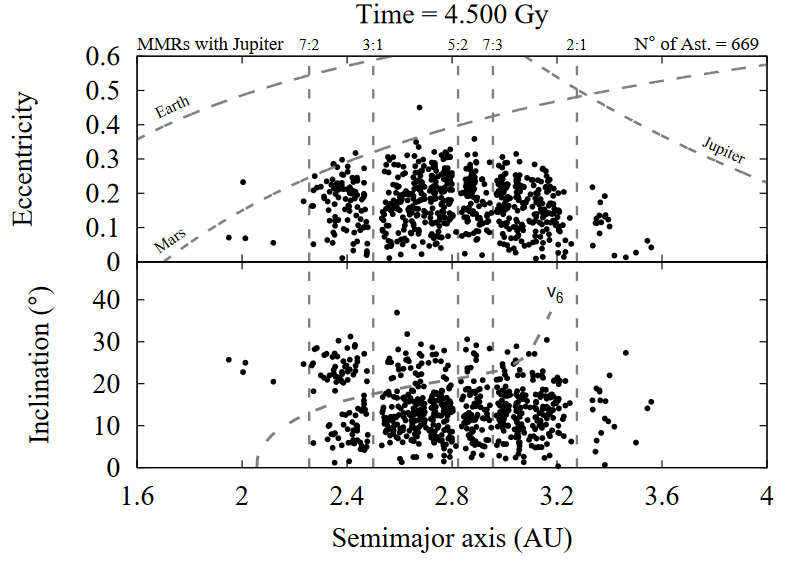 Time = 4.500 Gy
MMRs with Jupiter 7:2 3:1 5:2 7:3 2:1 N° of Ast. = 669
0.6
0.5
0.4
0.3
0.2
0.1
0
Eccentricity
Earth
Mars
Jupiter
40
30
20
10
0
Inclination (°)
ν6
1.6 2 2.4 2.8 3.2 3.6 4
Semimajor axis (AU)